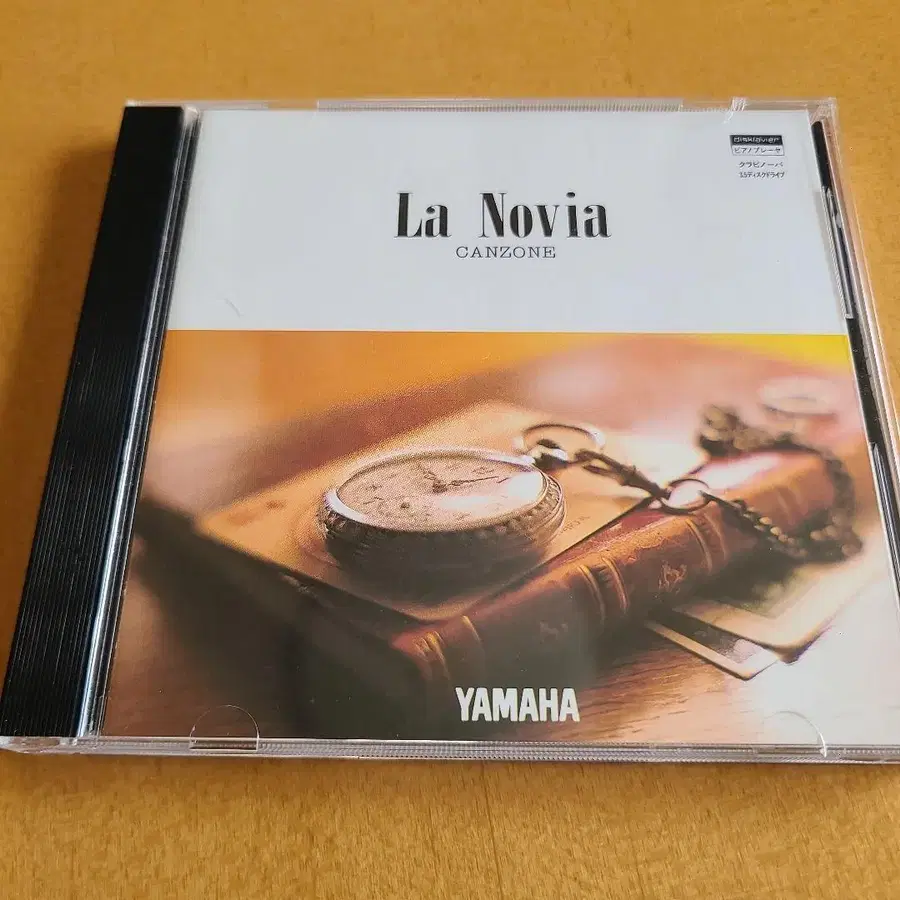 disklavier
ピアノプレーヤ
クラビノーバ
3.5ディスクドライブ
La Novia
CANZONE
YAMAHA